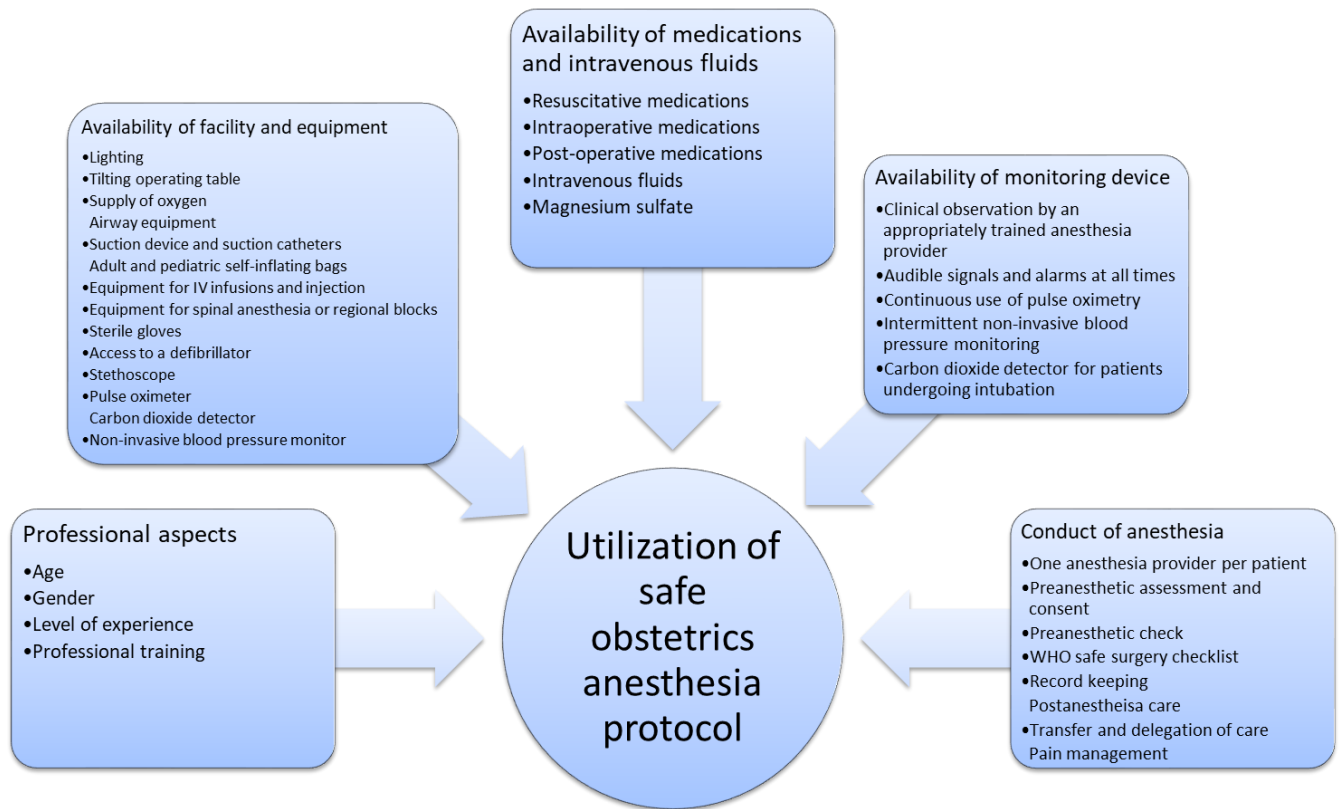 Availability of medications
and intravenous fluids
•Resuscitative medications
•Intraoperative medications
•Post-operative medications
•Intravenous fluids
•Magnesium sulfate
Availability of facility and equipment
•Lighting
•Tilting operating table
•Supply of oxygen
Airway equipment
•Suction device and suction catheters
Adult and pediatric self-inflating bags
•Equipment for IV infusions and injection
•Equipment for spinal anesthesia or regional blocks
•Sterile gloves
•Access to a defibrillator
•Stethoscope
•Pulse oximeter
Carbon dioxide detector
•Non-invasive blood pressure monitor
Availability of monitoring device
•Clinical observation by an
appropriately trained anesthesia
provider
•Audible signals and alarms at all times
•Continuous use of pulse oximetry
•Intermittent non-invasive blood
pressure monitoring
•Carbon dioxide detector for patients
undergoing intubation
Professional aspects
•Age
•Gender
•Level of experience
•Professional training
Utilization of
safe
obstetrics
anesthesia
protocol
Conduct of anesthesia
•One anesthesia provider per patient
•Preanesthetic assessment and
consent
•Preanesthetic check
•WHO safe surgery checklist
•Record keeping
Postanestheisa care
•Transfer and delegation of care
Pain management